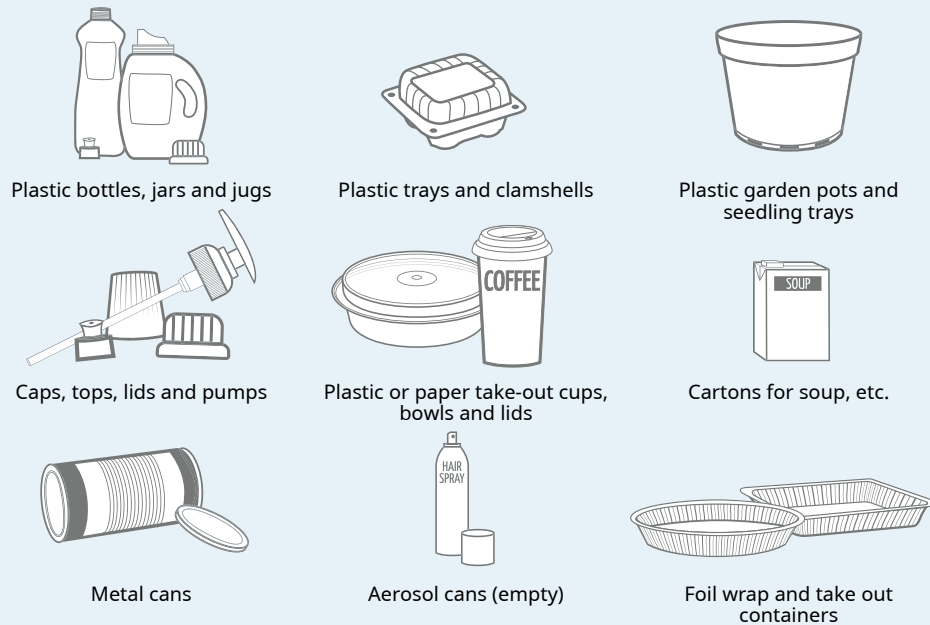 Plastic bottles, jars and jugs
Plastic trays and clamshells
Plastic garden pots and
seedling trays
COFFEE
SOUP
Caps, tops, lids and pumps
Plastic or paper take-out cups,
bowls and lids
Cartons for soup, etc.
HAIR
SPRAY
Metal cans
Aerosol cans (empty)
Foil wrap and take out
containers